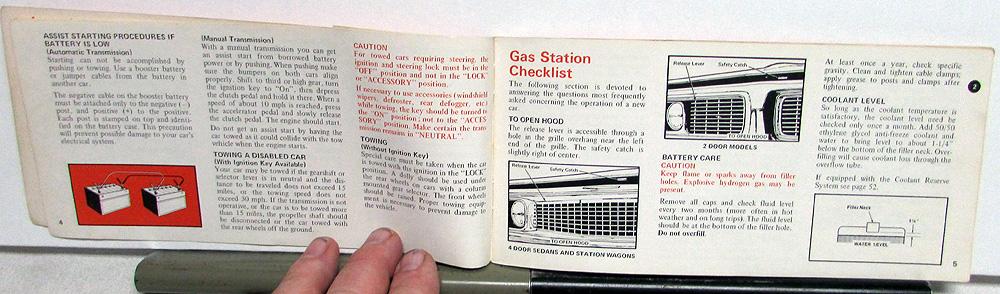 ASSIST STARTING PROCEDURES IF
BATTERY IS LOW
(Automatic Transmission)
Starting can not be accomplished by
pushing or towing. Use a booster battery
or jumper cables from the battery in
another car.
The negative cable on the booster battery
must be attached only to the negative (—)
post, and positive (+) to the positive.
Each post is stamped on top and identi-
fied on the battery case. This precaution
will prevent possible damage to your car's
electrical system.
4
(Manual Transmission)
With a manual transmission you can get
an assist start from borrowed battery
power or by pushing. When pushing make
sure the bumpers on both cars align
properly. Shift to third or high gear, turn
the ignition key to "On", then depress
the clutch pedal and hold it there. When a
speed of about 10 mph is reached, press
the accelerator pedal and slowly release
the clutch pedal. The engine should start.
Do not get an assist start by having the
car towed as it could collide with the tow
vehicle when the engine starts.
TOWING A DISABLED CAR
(With Ignition Key Available)
Your car may be towed if the gearshift or
selector lever is in neutral and the dis-
tance to be traveled does not exceed 15
miles, or the towing speed does not
exceed 30 mph. If the transmission is not
operative, or the car is to be towed more
than 15 miles, the propeller shaft should
be disconnected or the car towed with
the rear wheels off the ground.
CAUTION
For towed cars requiring steering, the
ignition and steering lock must be in the
"OFF" position and not in the "LOCK"
or "ACCESSORY" position.
If necessary to use accessories (windshield
wipers, defroster, rear defogger, etc)
while towing, the key should be turned to
the "ON" position; not to the "ACCES
SORY" position. Make certain the trans
mission remains in "NEUTRAL".
TOWING
(Without Ignition Key)
Special care must be taken when the car
is towed with the ignition in the "LOCK"
position. A dolly should be used under
the rear wheels on cars with a column
mounted gear selector. The front wheels
should be raised. Proper towing equip-
ment is necessary to prevent damage to
the vehicle.
Gas Station
Checklist
The following section is devoted to
answering the questions most frequently
asked concerning the operation of a new
car.
TO OPEN HOOD
The release lever is accessible through a
hole in the grille overhang near the left
end of the grille. The safety catch is
slightly right of center.
Release Lever Safety Catch
TO OPEN HOOD
4 DOOR SEDANS AND STATION WAGONS
Release Lever Safety Catch
TO OPEN HOOD
2 DOOR MODELS
BATTERY CARE
CAUTION
Keep flame or sparks away from filler
holes. Explosive hydrogen gas may be
present.
Remove all caps and check fluid level
every two months (more often in hot
weather and on long trips). The fluid level
should be at the bottom of the filler hole.
Do not overfill.
At least once a year, check specific
gravity. Clean and tighten cable clamps;
apply grease to posts and clamps after
tightening.
2
COOLANT LEVEL
So long as the coolant temperature is
satisfactory, the coolant level need be
checked only once a month. Add 50/50
ethylene glycol anti-freeze coolant and
water to bring level to about 1-1/4"
below the bottom of the filler neck. Over-
filling will cause coolant loss through the
overflow tube.
If equipped with the Coolant Reserve
System see page 52.
Filler Neck
WATER LEVEL
5